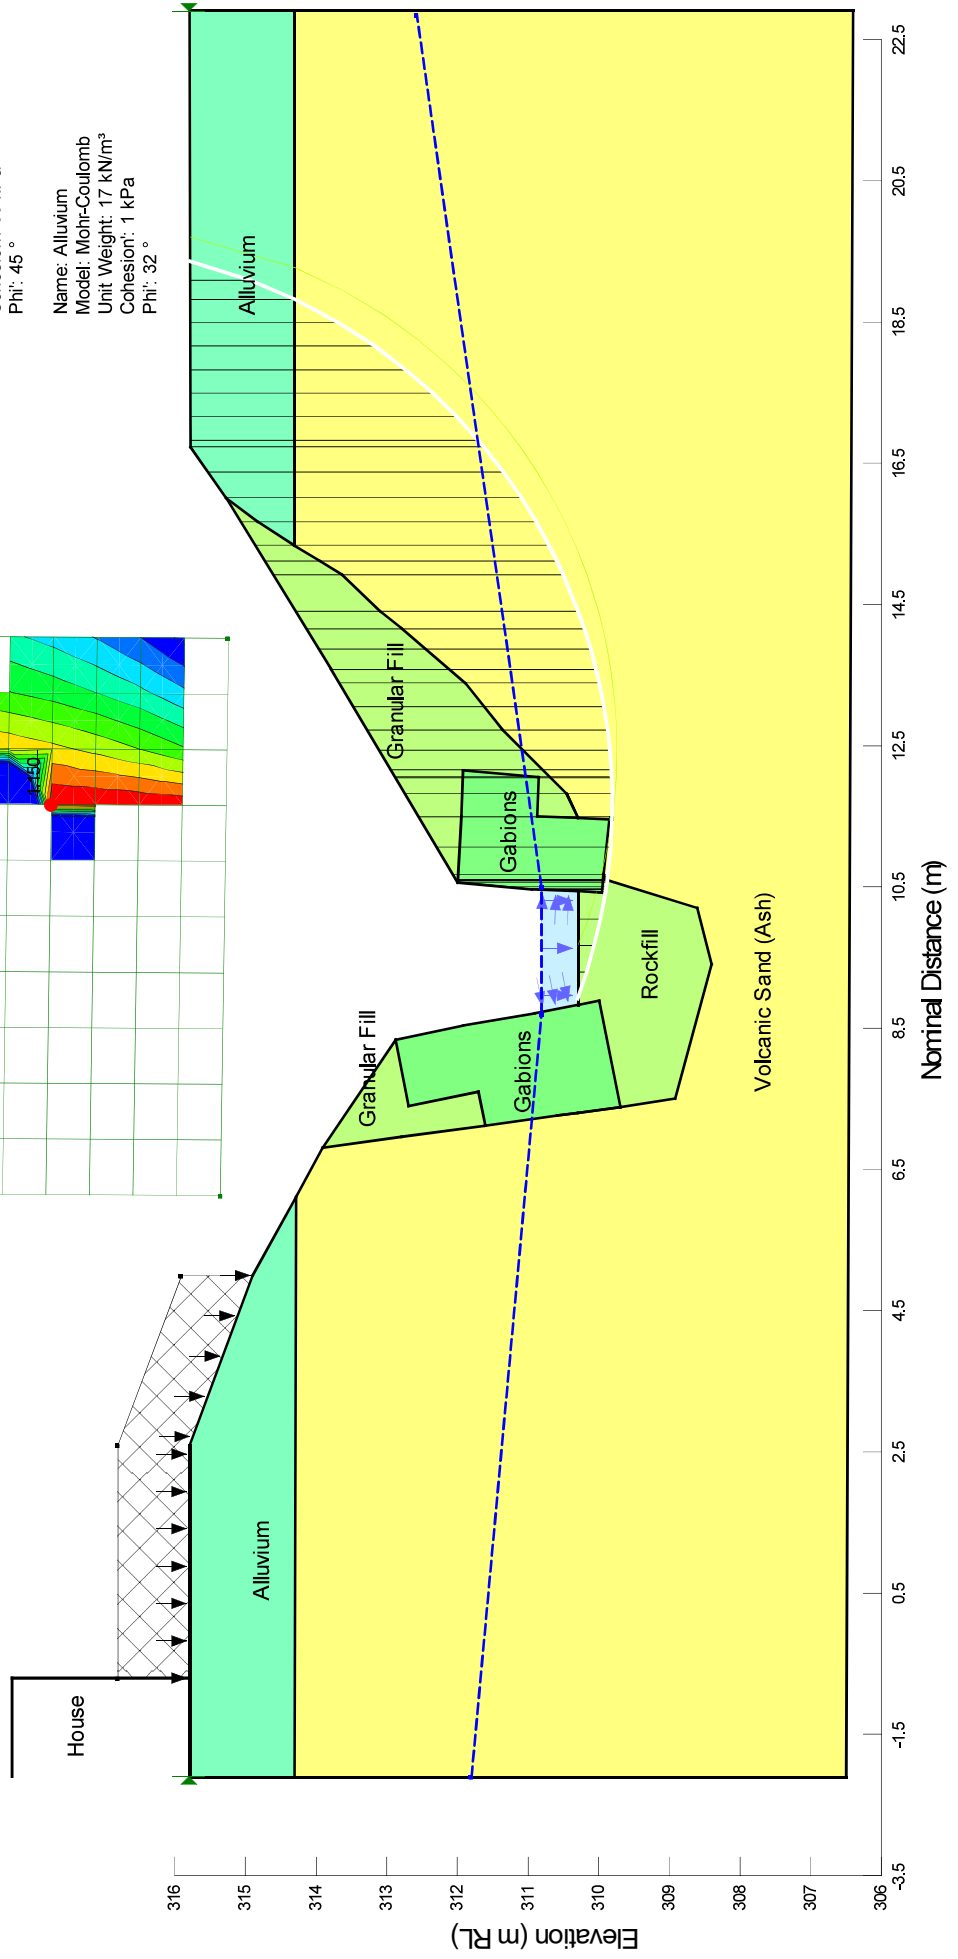 Phi': 45 °
Name: Alluvium
Model: Mohr-Coulomb
Unit Weight: 17 kN/m³
Cohesion': 1 kPa
Phi': 32 °
1.150
House
Alluvium
Alluvium
Granular Fill
Granular Fill
Gabions
Gabions
Rockfill
Volcanic Sand (Ash)
Elevation (m RL)
316
315
314
313
312
311
310
309
308
307
306
-3.5
-1.5
0.5
2.5
4.5
6.5
8.5
10.5
12.5
14.5
16.5
18.5
20.5
22.5
Nominal Distance (m)